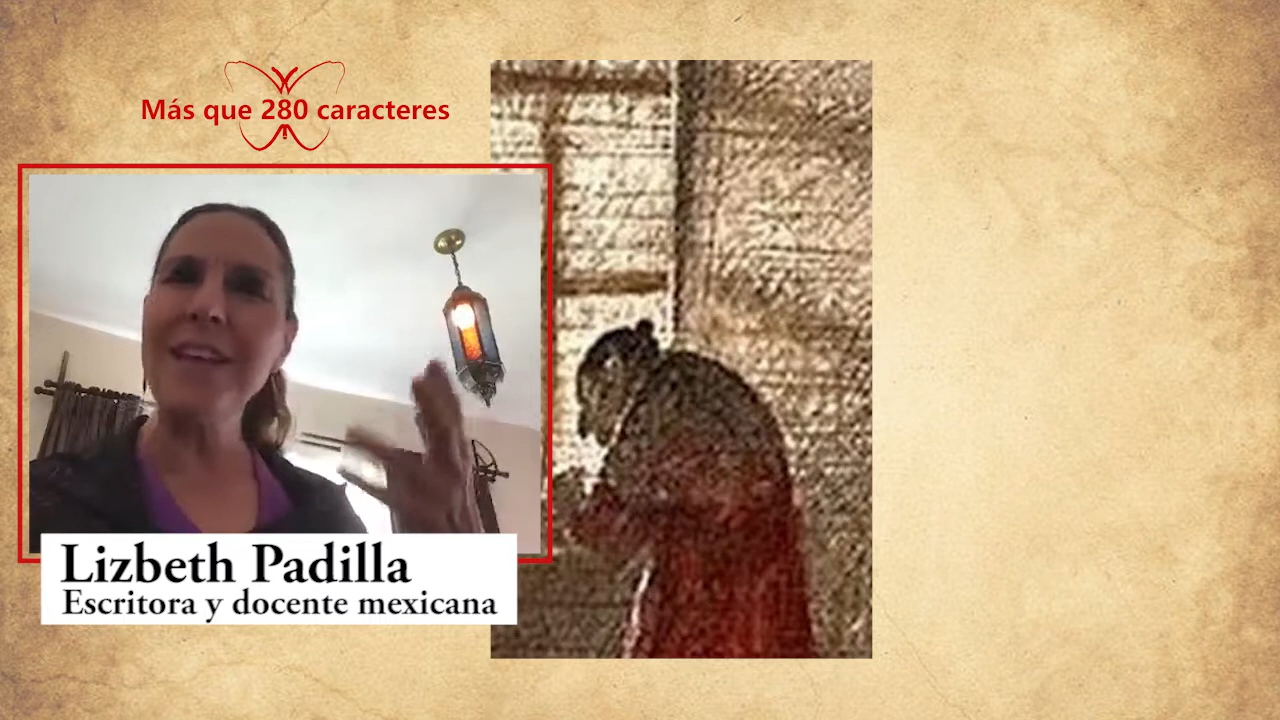 Más que 280 caracteres
Lizbeth Padilla
Escritora y docente mexicana